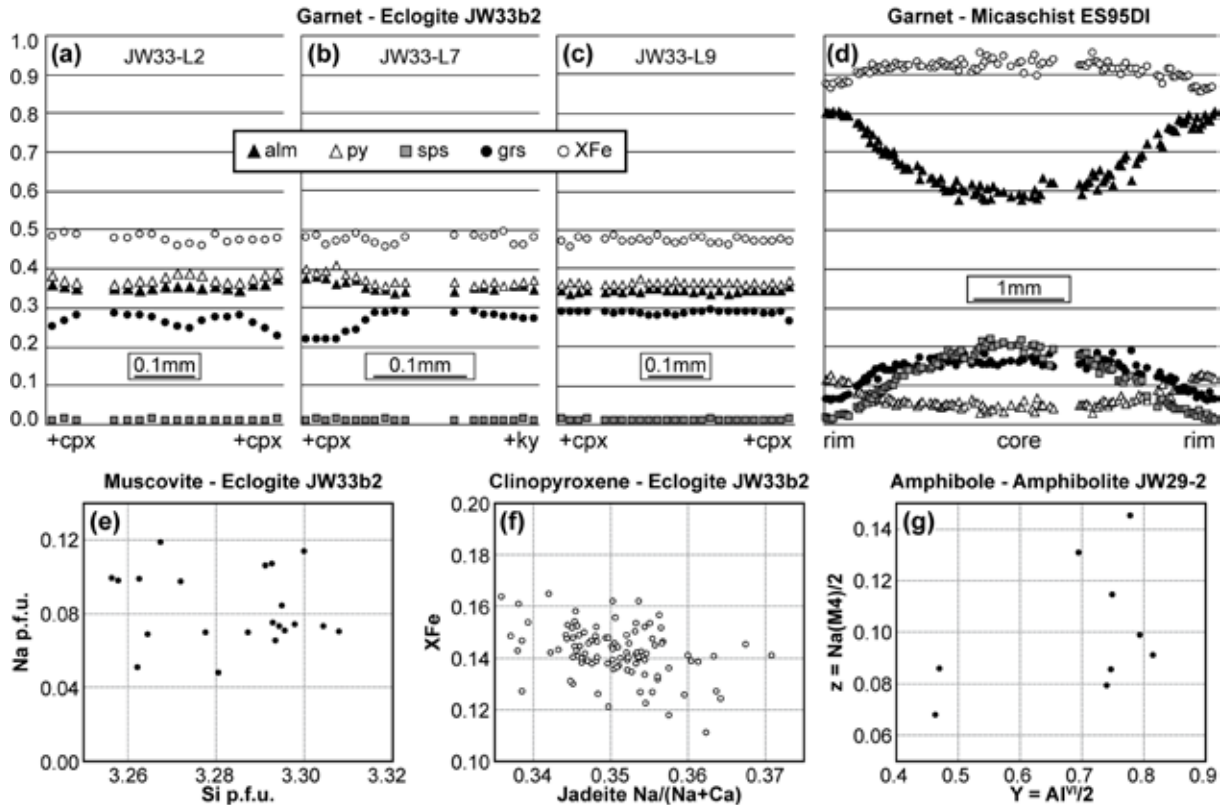 Garnet - Eclogite JW33b2
Garnet - Micaschist ES95DI
1.0
0.9
0.8
0.7
0.6
0.5
0.4
0.3
0.2
0.1
0.0
(a)
JW33-L2
(b)
JW33-L7
(c)
JW33-L9
(d)
alm py sps grs XFe
0.1mm
0.1mm
0.1mm
1mm
+cpx +cpx
+cpx +ky
+cpx +cpx
rim core rim
Muscovite - Eclogite JW33b2
(e)
Na p.f.u.
0.12
0.08
0.04
0.00
3.26 3.28 3.30 3.32
Si p.f.u.
Clinopyroxene - Eclogite JW33b2
(f)
XFe
0.20
0.18
0.16
0.14
0.12
0.10
0.34 0.35 0.36 0.37
Jadeite Na/(Na+Ca)
Amphibole - Amphibolite JW29-2
(g)
z = Na(M4)/2
0.14
0.12
0.10
0.08
0.06
0.4 0.5 0.6 0.7 0.8 0.9
Y = Al^VI/2